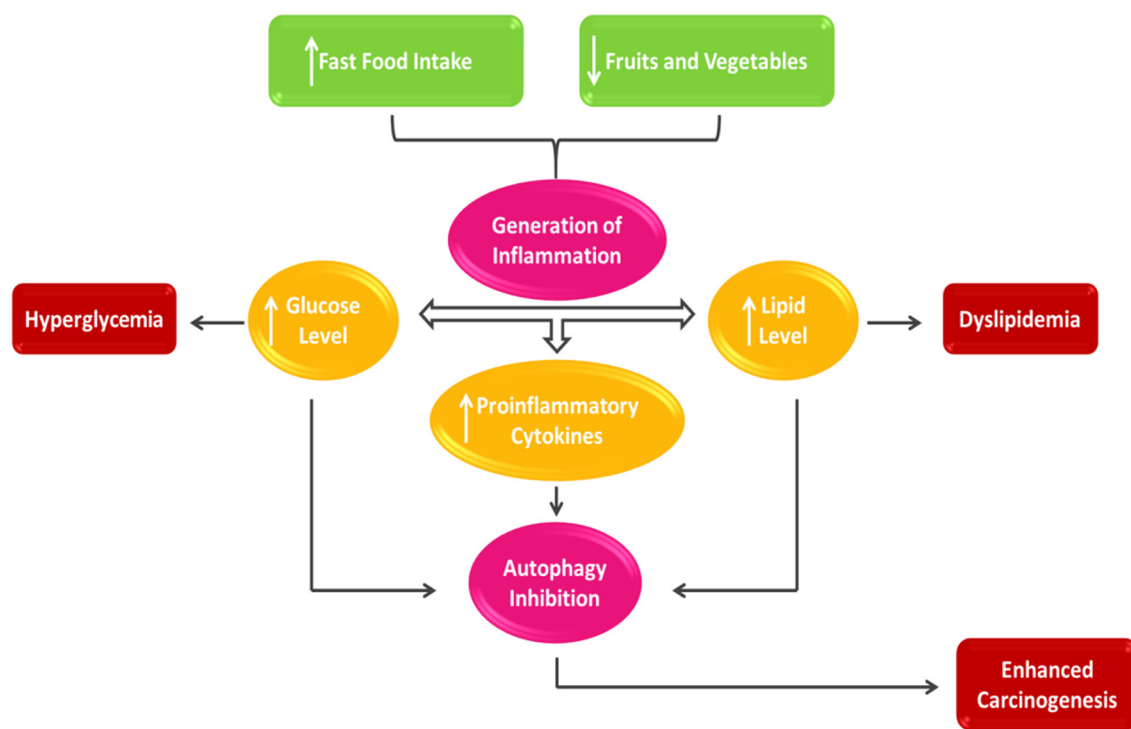 Fast Food Intake
Fruits and Vegetables
Generation of
Inflammation
Hyperglycemia
Glucose
Level
Lipid
Level
Dyslipidemia
Proinflammatory
Cytokines
Autophagy
Inhibition
Enhanced
Carcinogenesis